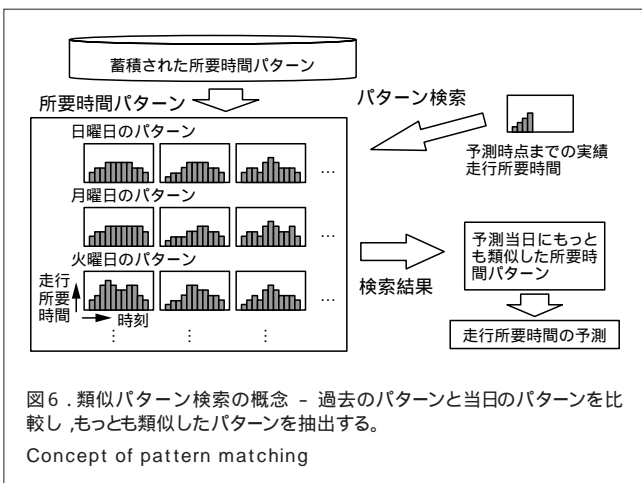 蓄積された所要時間パターン
所要時間パターン
パターン検索
日曜日のパターン
予測時点までの実績
走行所要時間
…
月曜日のパターン
…
火曜日のパターン
走行
所要
時間
時刻
…
⋮ ⋮ ⋮
検索結果
予測当日にもっと
も類似した所要時
間パターン
走行所要時間の予測
図6．類似パターン検索の概念 － 過去のパターンと当日のパターンを比
較し，もっとも類似したパターンを抽出する。
Concept of pattern matching